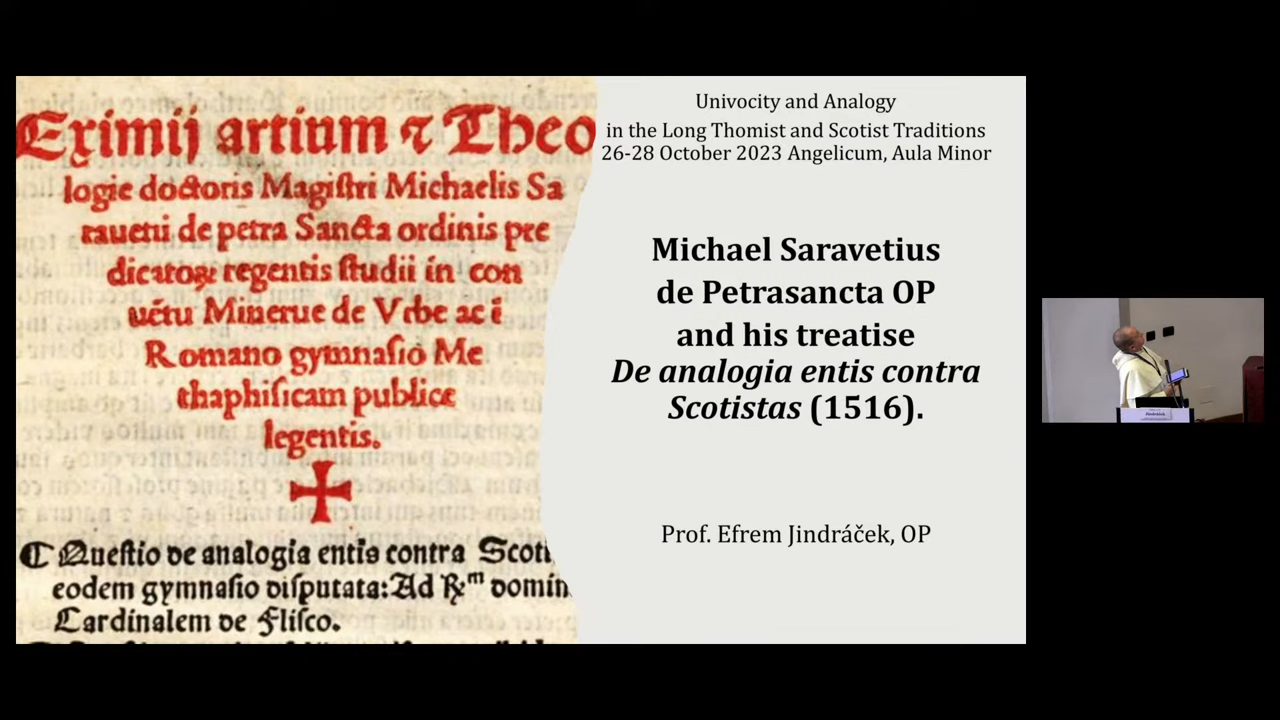 Eximij artium ⁊ Theo
logie doctoris Magistri Michaelis Sa
rauetii de petra Sancta ordinis pre
dicatoꝝ regentis studii in con
uētu Minerue de Vrbe ac ī
Romano gymnasio Me
thaphisicam publice
legentis.
☩
⁋ Questio de analogia entis contra Scoti
eodem gymnasio disputata: Ad Rᵐ domin
Cardinalem de Flisco.
Univocity and Analogy
in the Long Thomist and Scotist Traditions
26-28 October 2023 Angelicum, Aula Minor
Michael Saravetius
de Petrasancta OP
and his treatise
De analogia entis contra
Scotistas (1516).
Prof. Efrem Jindráček, OP
Jindráček